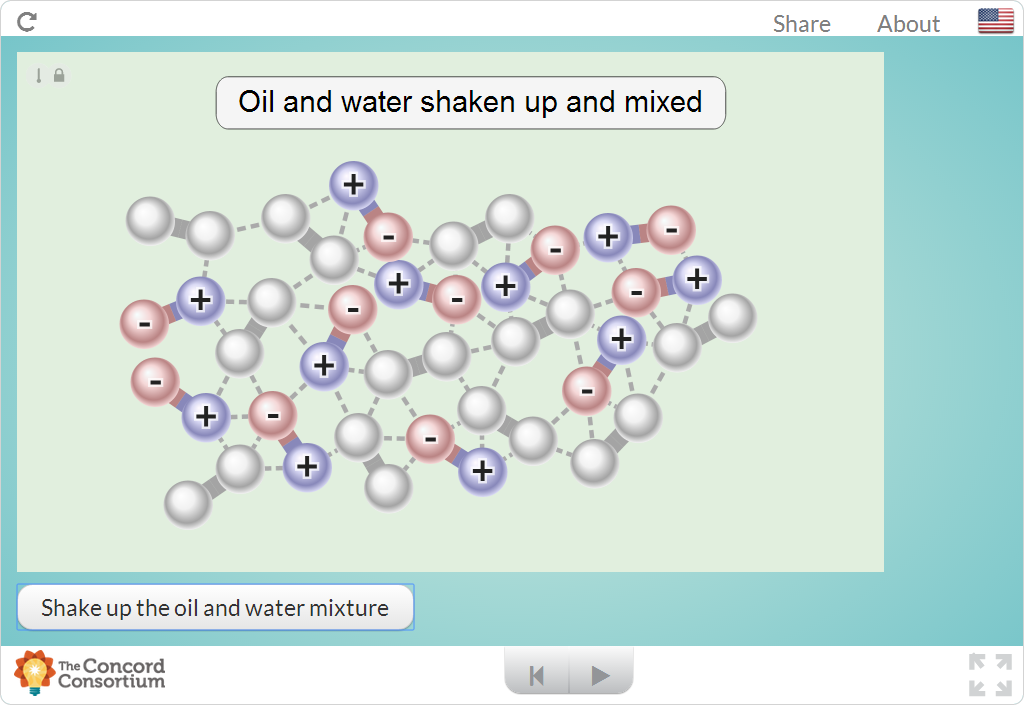 Share About
Oil and water shaken up and mixed
+
-
+ -
+ -
+ - + - +
- + -
+
- + -
+ - -
+ +
Shake up the oil and water mixture
The Concord
Consortium